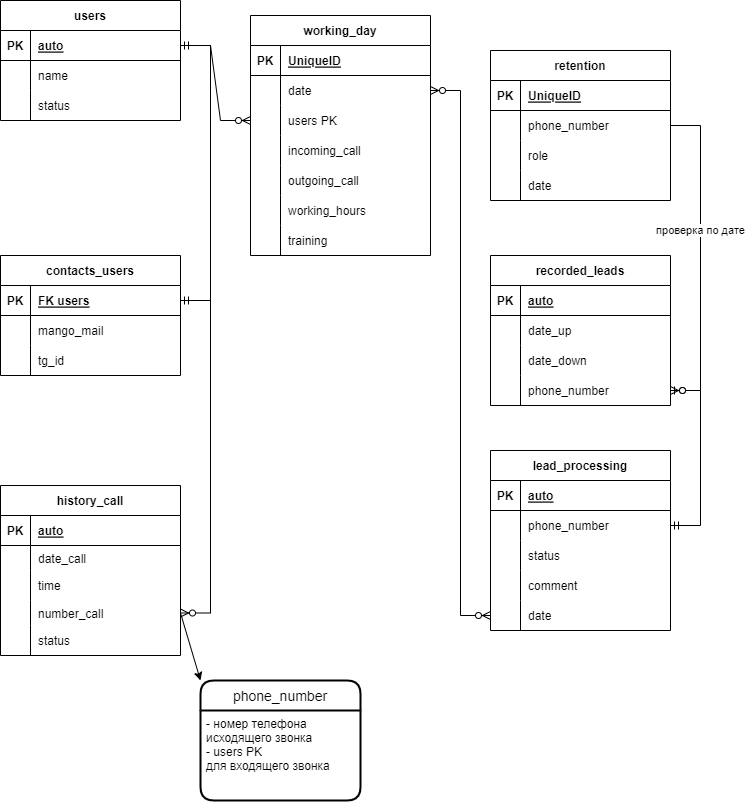 users
PK auto
name
status
working_day
PK UniqueID
date
users PK
incoming_call
outgoing_call
working_hours
training
retention
PK UniqueID
phone_number
role
date
проверка по дате
contacts_users
PK FK users
mango_mail
tg_id
recorded_leads
PK auto
date_up
date_down
phone_number
history_call
PK auto
date_call
time
number_call
status
lead_processing
PK auto
phone_number
status
comment
date
phone_number
- номер телефона
исходящего звонка
- users PK
для входящего звонка